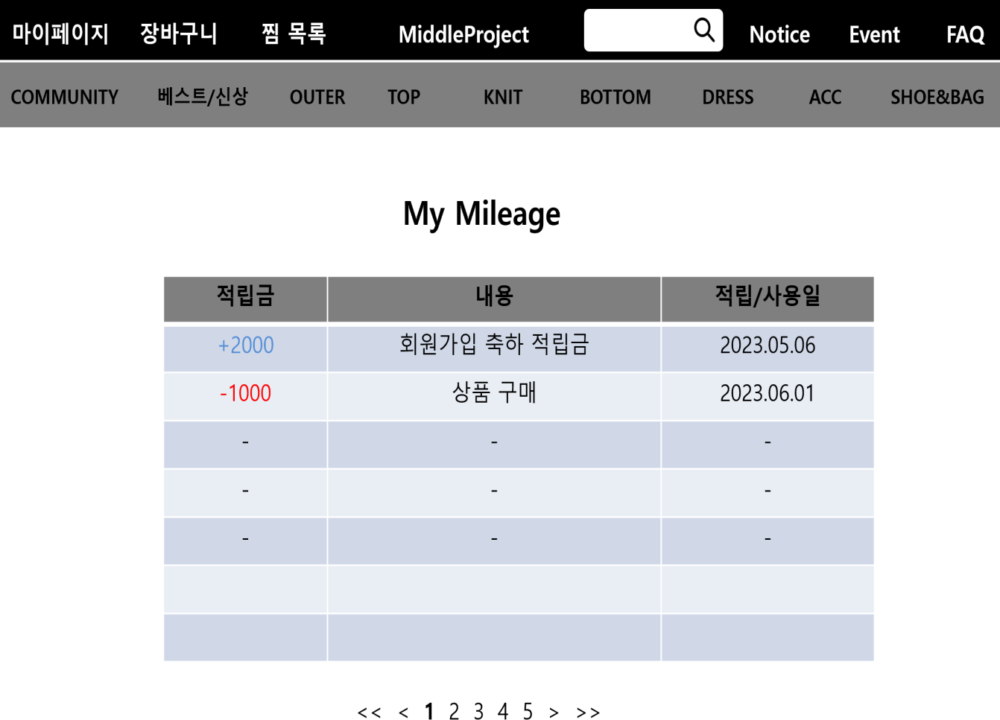 마이페이지 장바구니 찜 목록 MiddleProject Notice Event FAQ
COMMUNITY 베스트/신상 OUTER TOP KNIT BOTTOM DRESS ACC SHOE&BAG
My Mileage
적립금 내용 적립/사용일
+2000 회원가입 축하 적립금 2023.05.06
-1000 상품 구매 2023.06.01
- - -
- - -
- - -
<< < 1 2 3 4 5 > >>